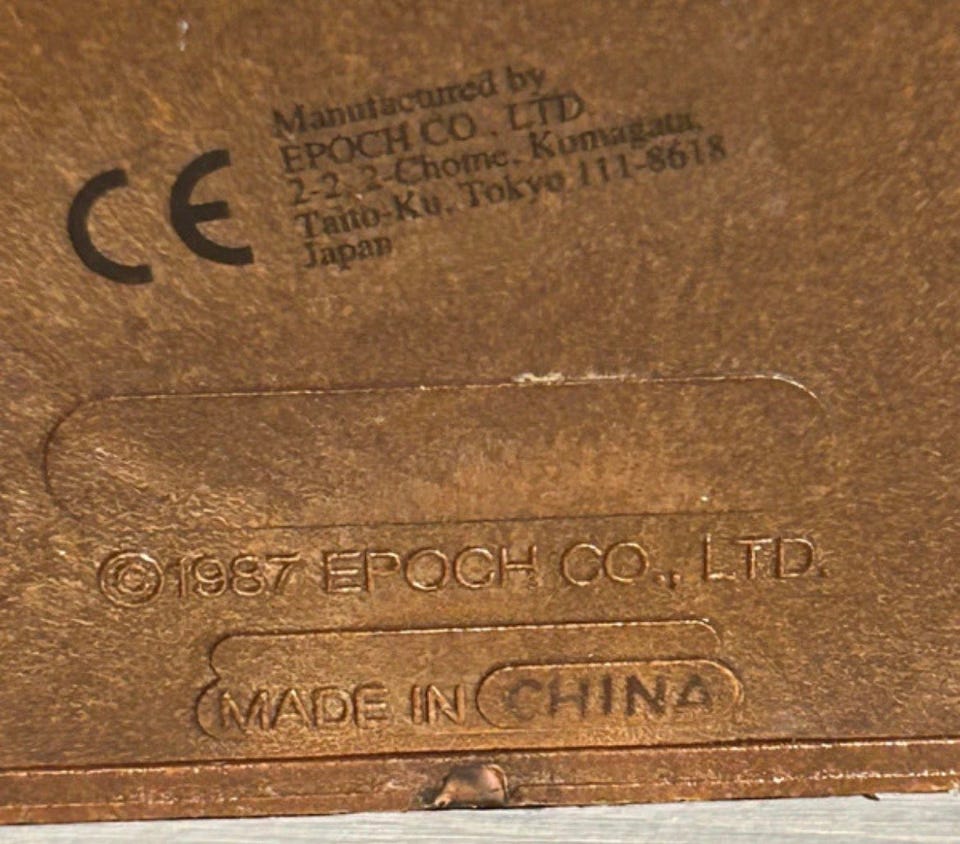 CE
Manufactured by
EPOCH CO., LTD.
2-2, 2-Chome, Kumagata,
Taito-Ku, Tokyo 111-8618
Japan
©1987 EPOCH CO., LTD.
MADE IN CHINA